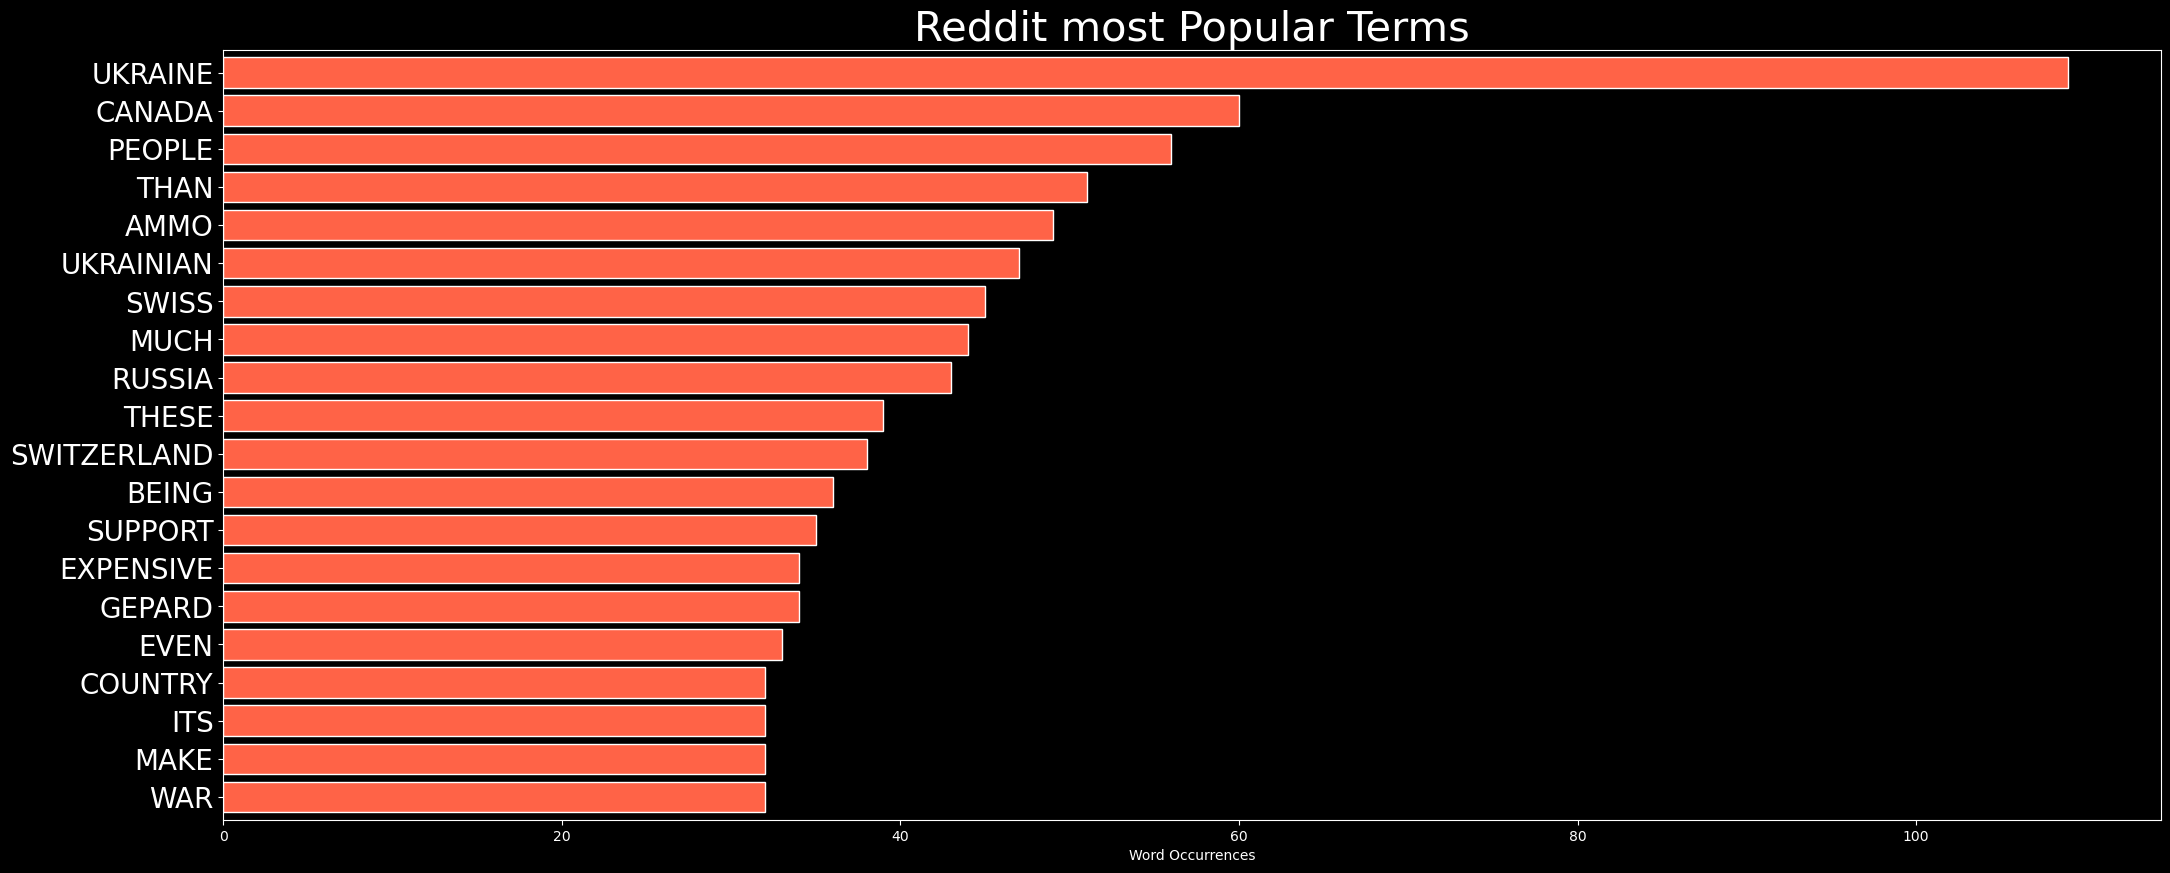 Reddit most Popular Terms
UKRAINE
CANADA
PEOPLE
THAN
AMMO
UKRAINIAN
SWISS
MUCH
RUSSIA
THESE
SWITZERLAND
BEING
SUPPORT
EXPENSIVE
GEPARD
EVEN
COUNTRY
ITS
MAKE
WAR
0 20 40 60 80 100
Word Occurrences